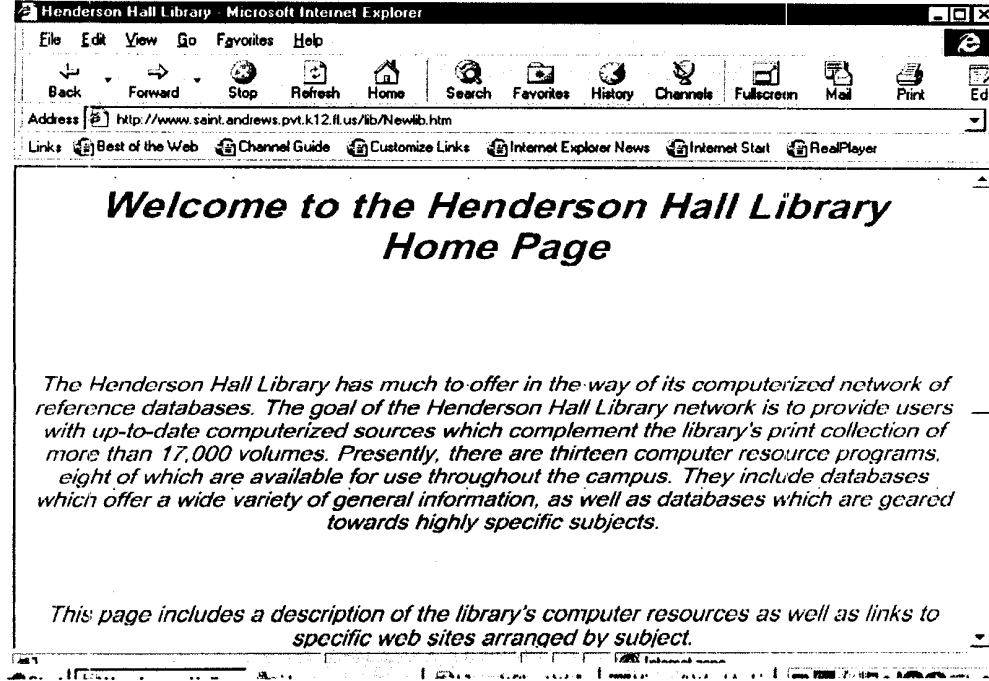 Henderson Hall Library - Microsoft Internet Explorer
File Edit View Go Favorites Help
Back Forward Stop Refresh Home Search Favorites History Channels Fullscreen Mail Print Ed
Address http://www.saint.andrews.pvt.k12.fl.us/lib/Newlib.htm
Links Best of the Web Channel Guide Customize Links Internet Explorer News Internet Start RealPlayer
Welcome to the Henderson Hall Library
Home Page
The Henderson Hall Library has much to offer in the way of its computerized network of
reference databases. The goal of the Henderson Hall Library network is to provide users
with up-to-date computerized sources which complement the library's print collection of
more than 17,000 volumes. Presently, there are thirteen computer resource programs,
eight of which are available for use throughout the campus. They include databases
which offer a wide variety of general information, as well as databases which are geared
towards highly specific subjects.
This page includes a description of the library's computer resources as well as links to
specific web sites arranged by subject.
Internet zone